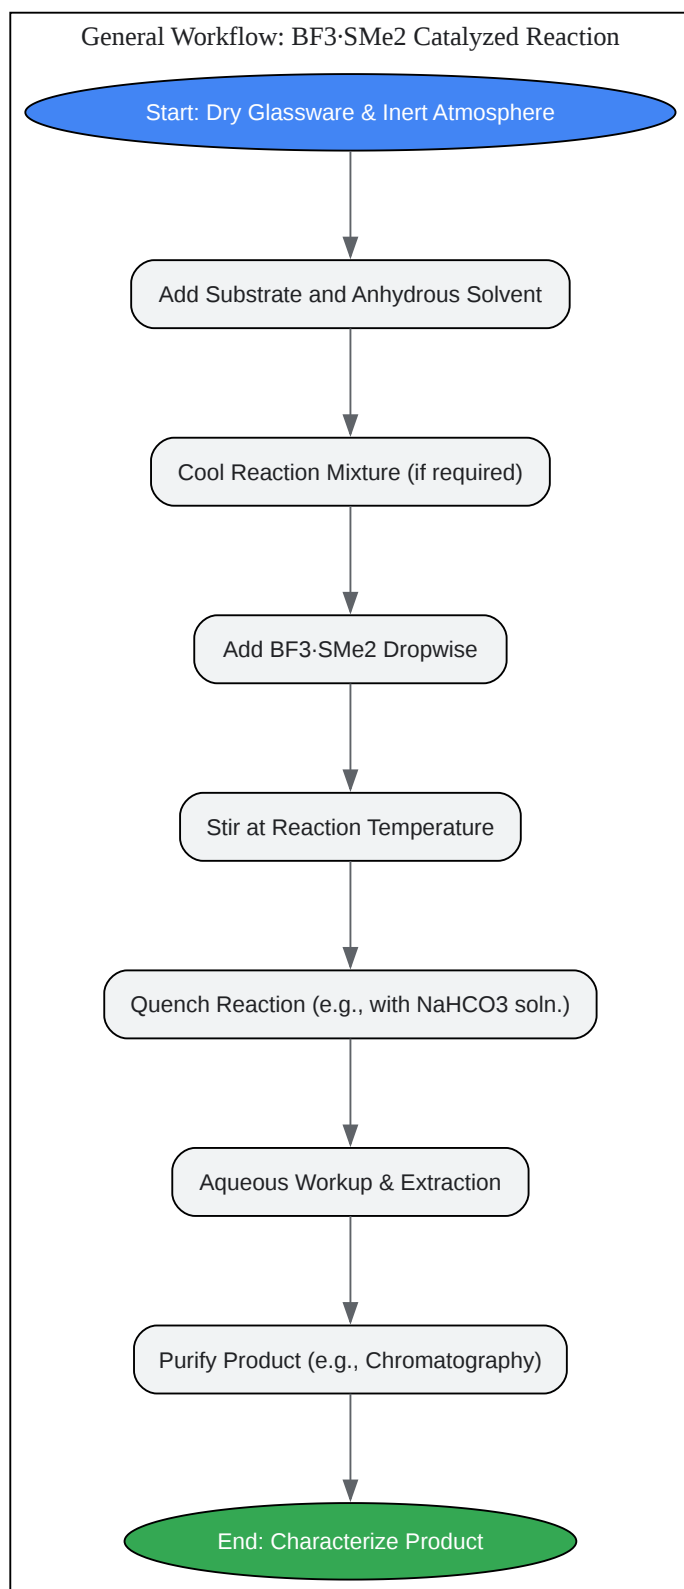 General Workflow: BF3·SMe2 Catalyzed Reaction
Start: Dry Glassware & Inert Atmosphere
Add Substrate and Anhydrous Solvent
Cool Reaction Mixture (if required)
Add BF3·SMe2 Dropwise
Stir at Reaction Temperature
Quench Reaction (e.g., with NaHCO3 soln.)
Aqueous Workup & Extraction
Purify Product (e.g., Chromatography)
End: Characterize Product